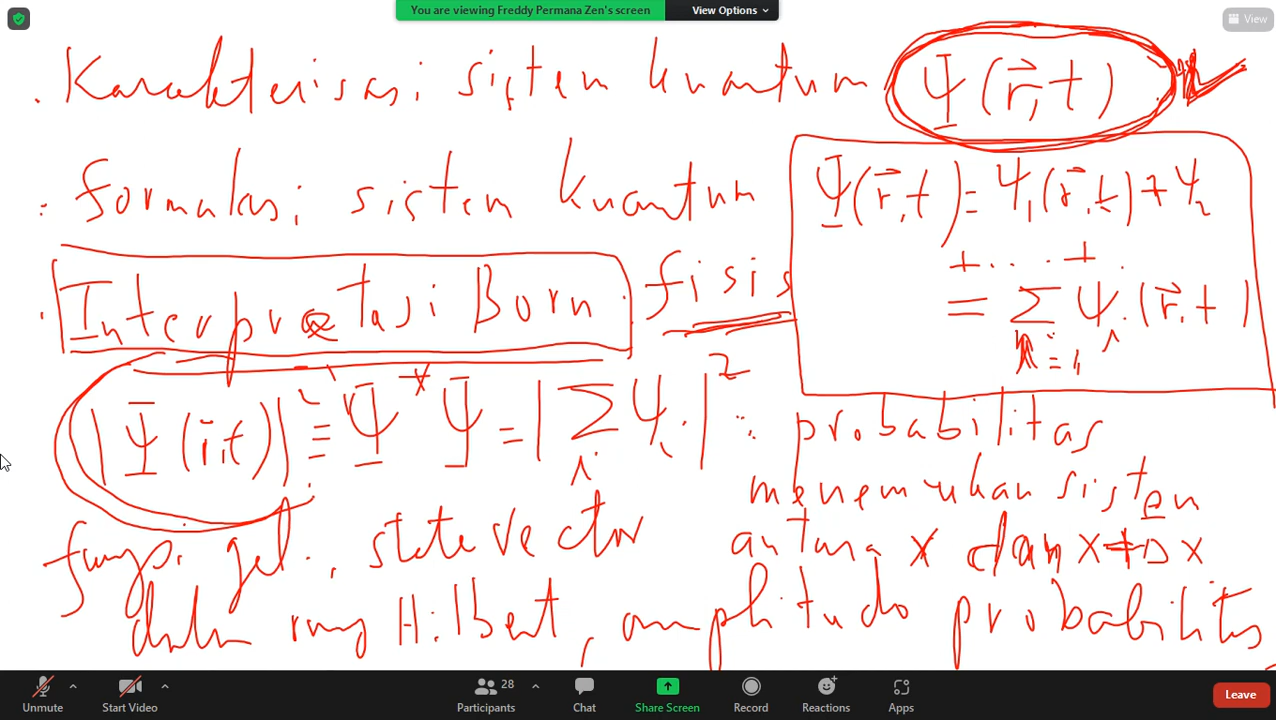 You are viewing Freddy Permana Zen's screen View Options
View
. Karakterisasi sistem kuantum Ψ(r⃗,t)
: formulasi sistem kuantum
Ψ(r⃗,t) = Ψ₁(r⃗,t) + Ψ₂
+ ... +
= Σ Ψᵢ(r⃗,t)
i=1
. Interpretasi Born fisis
|Ψ(r⃗,t)|² = Ψ* Ψ = |Σᵢ Ψᵢ|² : probabilitas
menemukan sistem
antara x dan x+Δx
fungsi gel, state vector
dalam ruang Hilbert, amplitudo probabilitas
Unmute
Start Video
28
Participants
Chat
Share Screen
Record
Reactions
Apps
Leave